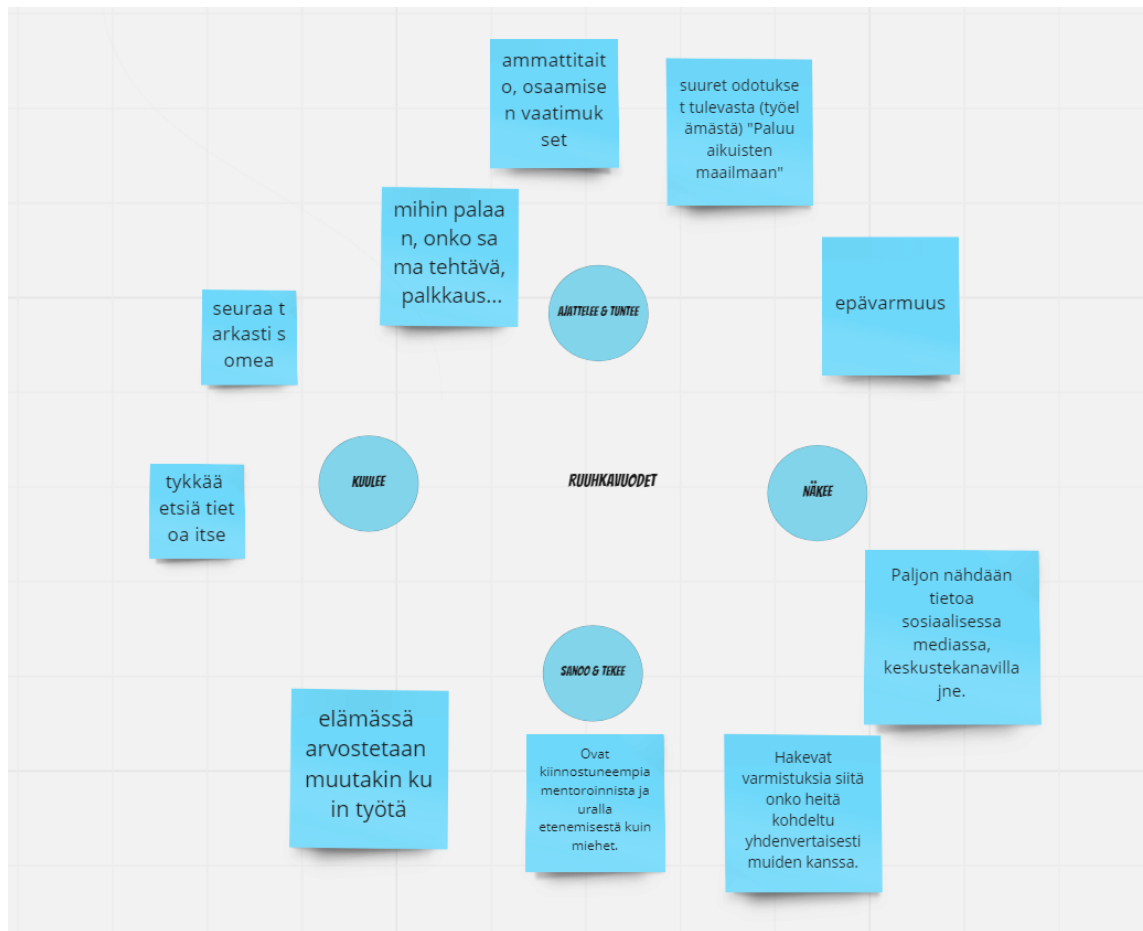 ammattitait
o, osaamise
n vaatimuk
set
suuret odotukse
t tulevasta (työel
ämästä) "Paluu
aikuisten
maailmaan"
mihin palaa
n, onko sa
ma tehtävä,
palkkaus...
AJATTELEE & TUNTEE
epävarmuus
seuraa t
arkasti s
omea
KUULEE
RUUHKAVUODET
NÄKEE
tykkää
etsiä tiet
oa itse
Paljon nähdään
tietoa
sosiaalisessa
mediassa,
keskustekanavilla
jne.
SANOO & TEKEE
elämässä
arvostetaan
muutakin ku
in työtä
Ovat
kiinnostuneempia
mentoroinnista ja
uralla
etenemisestä kuin
miehet.
Hakevat
varmistuksia siitä
onko heitä
kohdeltu
yhdenvertaisesti
muiden kanssa.